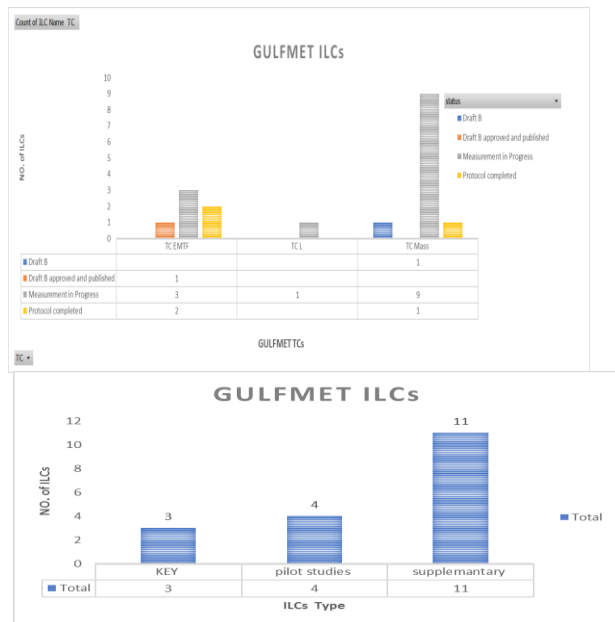 Count of ILC Name TC
GULFMET ILCs
10
9
8
7
6
5
4
3
2
1
0
NO. of ILCs
status
Draft B
Draft B approved and published
Measurement in Progress
Protocol completed
TC EMTF TC L TC Mass
Draft B 1
Draft B approved and published 1
Measurement in Progress 3 1 9
Protocol completed 2 1
GULFMET TCs
TC
GULFMET ILCs
12
10
8
6
4
2
0
NO. of ILCs
3 4 11
Total
KEY pilot studies supplemantary
Total 3 4 11
ILCs Type